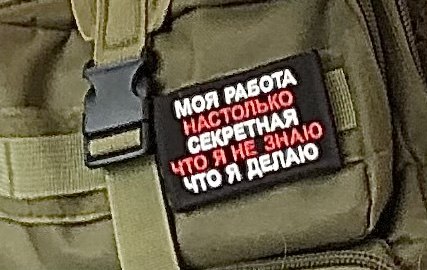 МОЯ РАБОТА
НАСТОЛЬКО
СЕКРЕТНАЯ
ЧТО Я НЕ ЗНАЮ
ЧТО Я ДЕЛАЮ